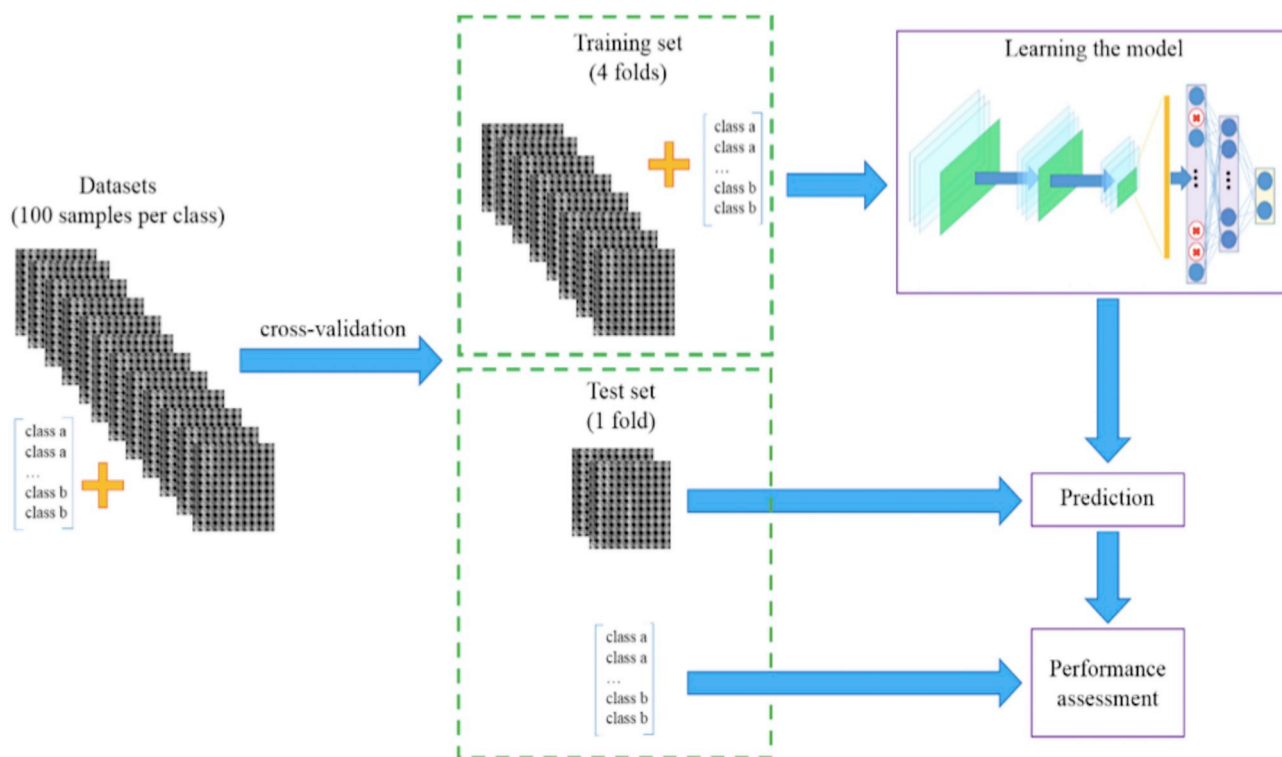 Datasets
(100 samples per class)
class a
class a
...
class b
class b
cross-validation
Training set
(4 folds)
class a
class a
...
class b
class b
Test set
(1 fold)
class a
class a
...
class b
class b
Learning the model
Prediction
Performance
assessment